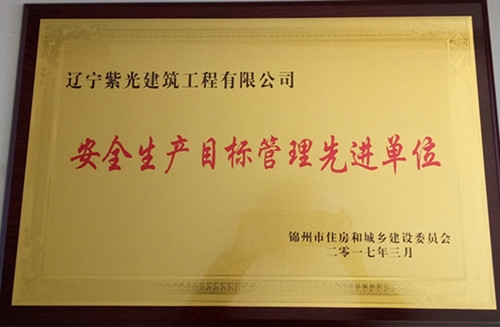 辽宁紫光建筑工程有限公司
安全生产目标管理先进单位
锦州市住房和城乡建设委员会
二零一七年三月